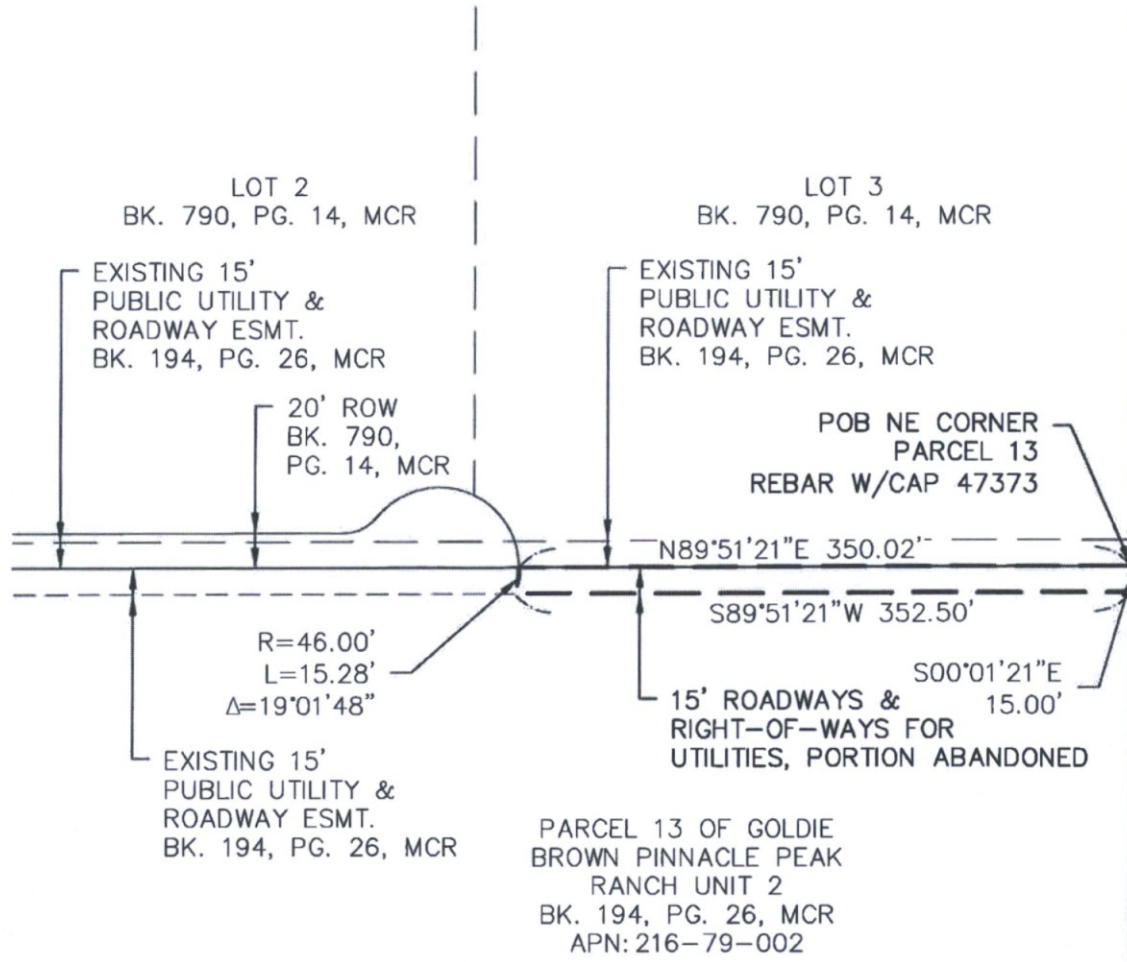 LOT 2
BK. 790, PG. 14, MCR
LOT 3
BK. 790, PG. 14, MCR
EXISTING 15'
PUBLIC UTILITY &
ROADWAY ESMT.
BK. 194, PG. 26, MCR
EXISTING 15'
PUBLIC UTILITY &
ROADWAY ESMT.
BK. 194, PG. 26, MCR
20' ROW
BK. 790,
PG. 14, MCR
POB NE CORNER
PARCEL 13
REBAR W/CAP 47373
N89°51'21"E 350.02'
S89°51'21"W 352.50'
R=46.00'
L=15.28'
Δ=19°01'48"
S00°01'21"E
15.00'
15' ROADWAYS &
RIGHT-OF-WAYS FOR
UTILITIES, PORTION ABANDONED
EXISTING 15'
PUBLIC UTILITY &
ROADWAY ESMT.
BK. 194, PG. 26, MCR
PARCEL 13 OF GOLDIE
BROWN PINNACLE PEAK
RANCH UNIT 2
BK. 194, PG. 26, MCR
APN: 216-79-002